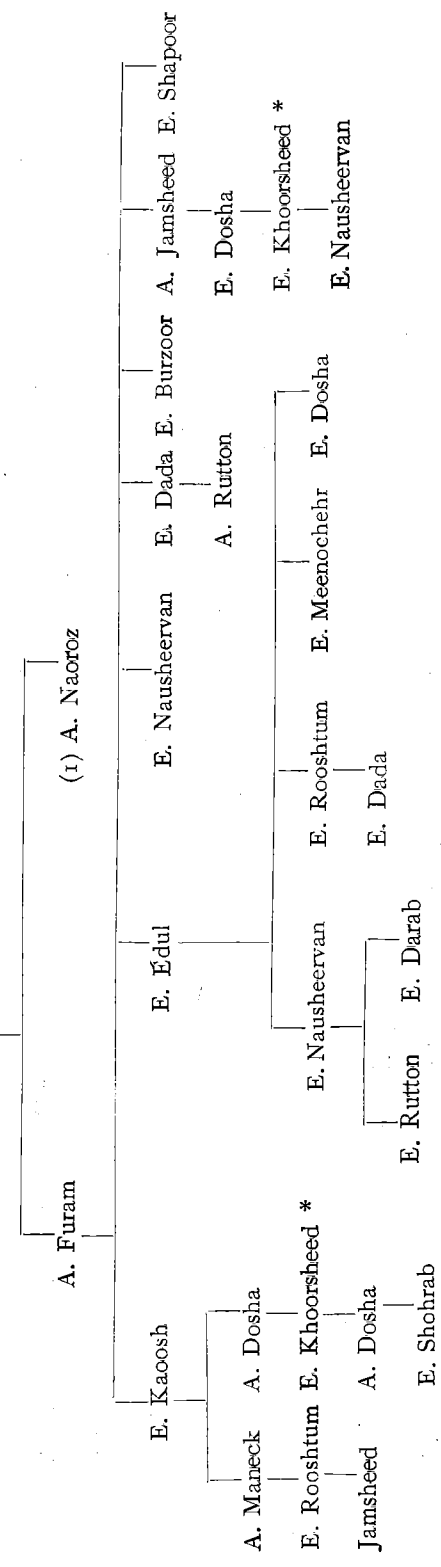 A. Furam (1) A. Naoroz
E. Kaoosh E. Edul E. Nausheervan E. Dada E. Burzoor A. Jamsheed E. Shapoor
A. Rutton E. Dosha
A. Maneck A. Dosha
E. Khoorsheed *
E. Rooshtum E. Khoorsheed *
E. Nausheervan E. Rooshtum E. Meenochehr E. Dosha
E. Nausheervan
Jamsheed A. Dosha E. Dada
E. Rutton E. Darab
E. Shohrab